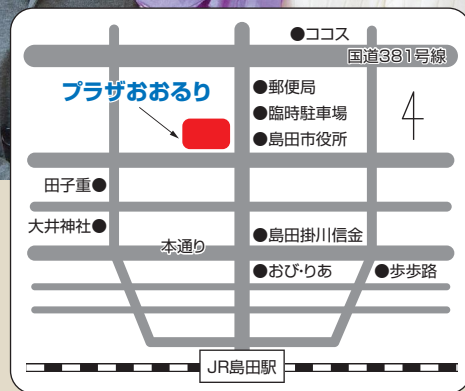 ●ココス
国道381号線
プラザおおるり
●郵便局
●臨時駐車場
●島田市役所
田子重●
大井神社●
本通り
●島田掛川信金
●おび・りあ
●歩歩路
JR島田駅